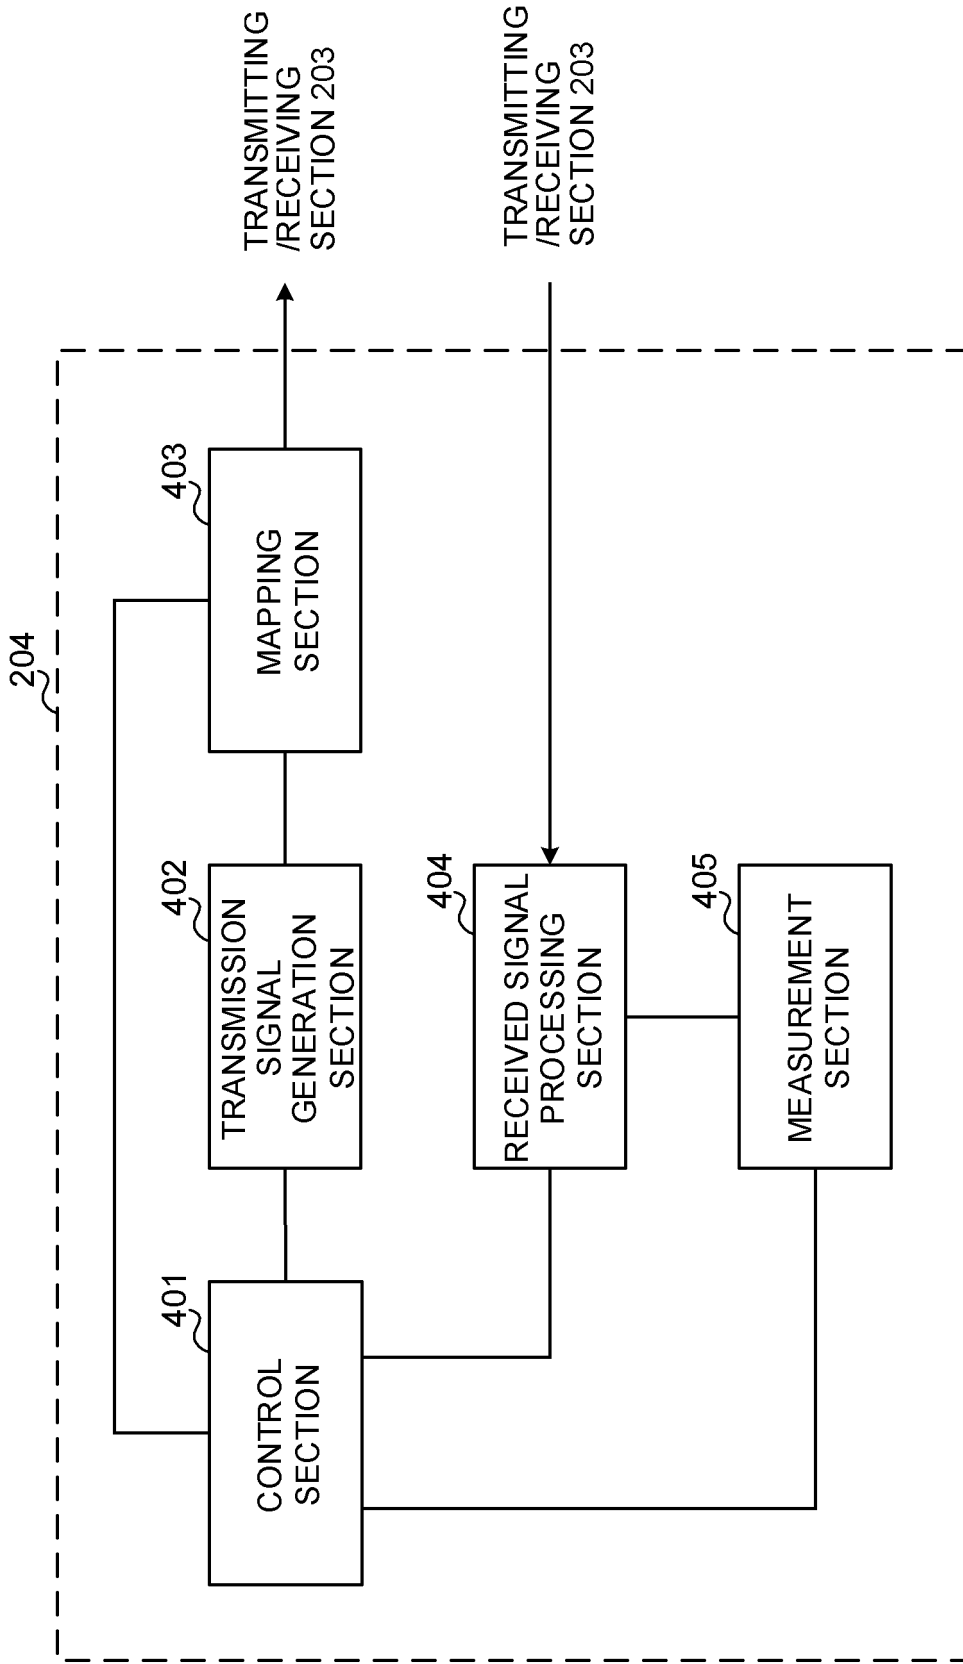 204
401
CONTROL
SECTION
402
TRANSMISSION
SIGNAL
GENERATION
SECTION
403
MAPPING
SECTION
TRANSMITTING
/RECEIVING
SECTION 203
404
RECEIVED SIGNAL
PROCESSING
SECTION
TRANSMITTING
/RECEIVING
SECTION 203
405
MEASUREMENT
SECTION